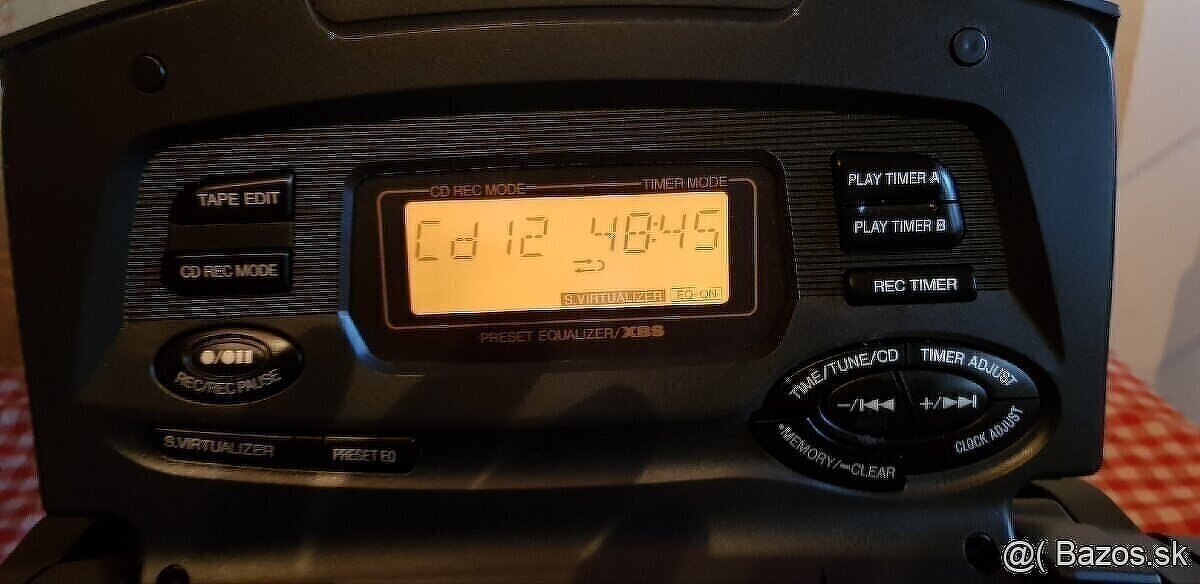 CD REC MODE TIMER MODE
Cd 12 48:45
S.VIRTUALIZER EQ-ON
PRESET EQUALIZER/XBS
TAPE EDIT
CD REC MODE
REC/REC PAUSE
S.VIRTUALIZER PRESET EQ
PLAY TIMER A
PLAY TIMER B
REC TIMER
TIME/TUNE/CD TIMER ADJUST
−/⏮ +/⏭
•MEMORY/━CLEAR CLOCK ADJUST
@( Bazos.sk